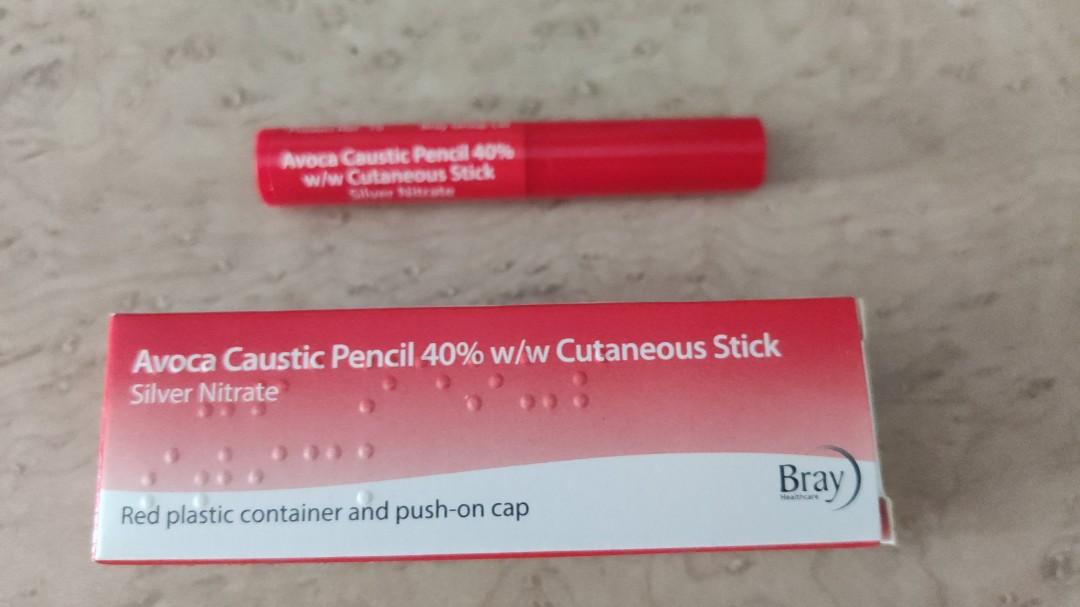 Avoca Caustic Pencil 40%
w/w Cutaneous Stick
Silver Nitrate
Avoca Caustic Pencil 40% w/w Cutaneous Stick
Silver Nitrate
Bray
Healthcare
Red plastic container and push-on cap